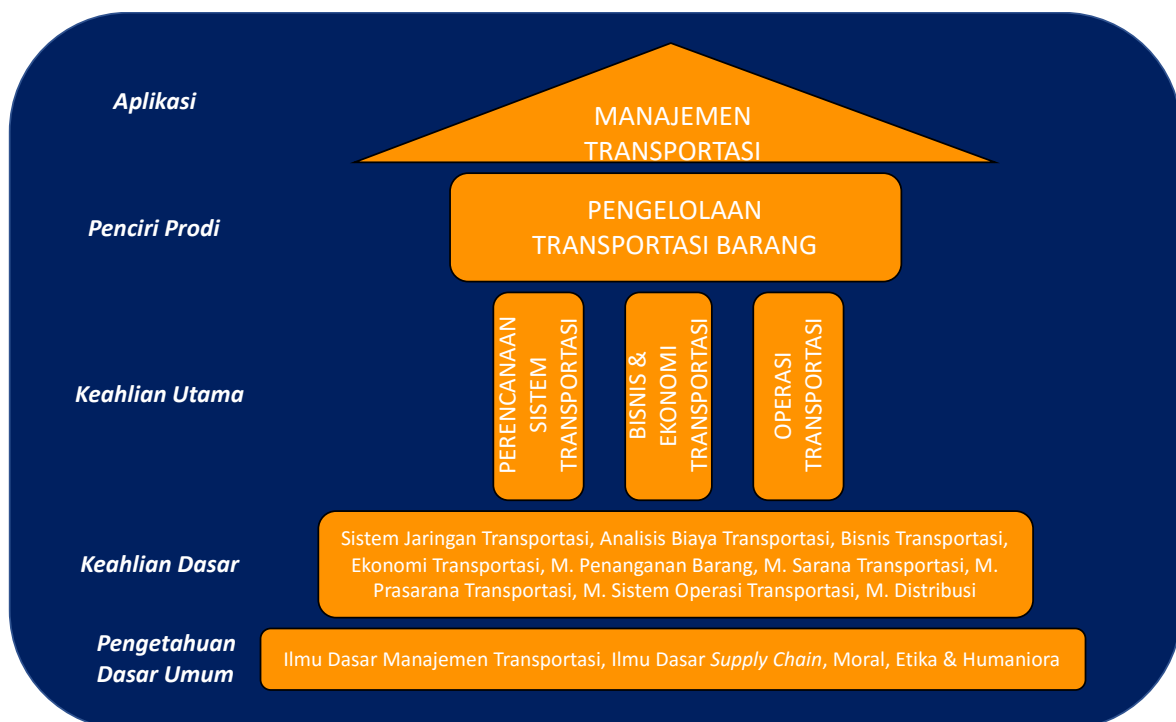 Aplikasi
MANAJEMEN
TRANSPORTASI
Penciri Prodi
PENGELOLAAN
TRANSPORTASI BARANG
Keahlian Utama
PERENCANAAN
SISTEM
TRANSPORTASI
BISNIS &
EKONOMI
TRANSPORTASI
OPERASI
TRANSPORTASI
Keahlian Dasar
Sistem Jaringan Transportasi, Analisis Biaya Transportasi, Bisnis Transportasi,
Ekonomi Transportasi, M. Penanganan Barang, M. Sarana Transportasi, M.
Prasarana Transportasi, M. Sistem Operasi Transportasi, M. Distribusi
Pengetahuan
Dasar Umum
Ilmu Dasar Manajemen Transportasi, Ilmu Dasar Supply Chain, Moral, Etika & Humaniora